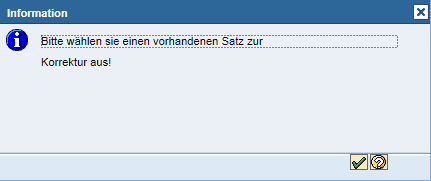 Information
Bitte wählen sie einen vorhandenen Satz zur
Korrektur aus!